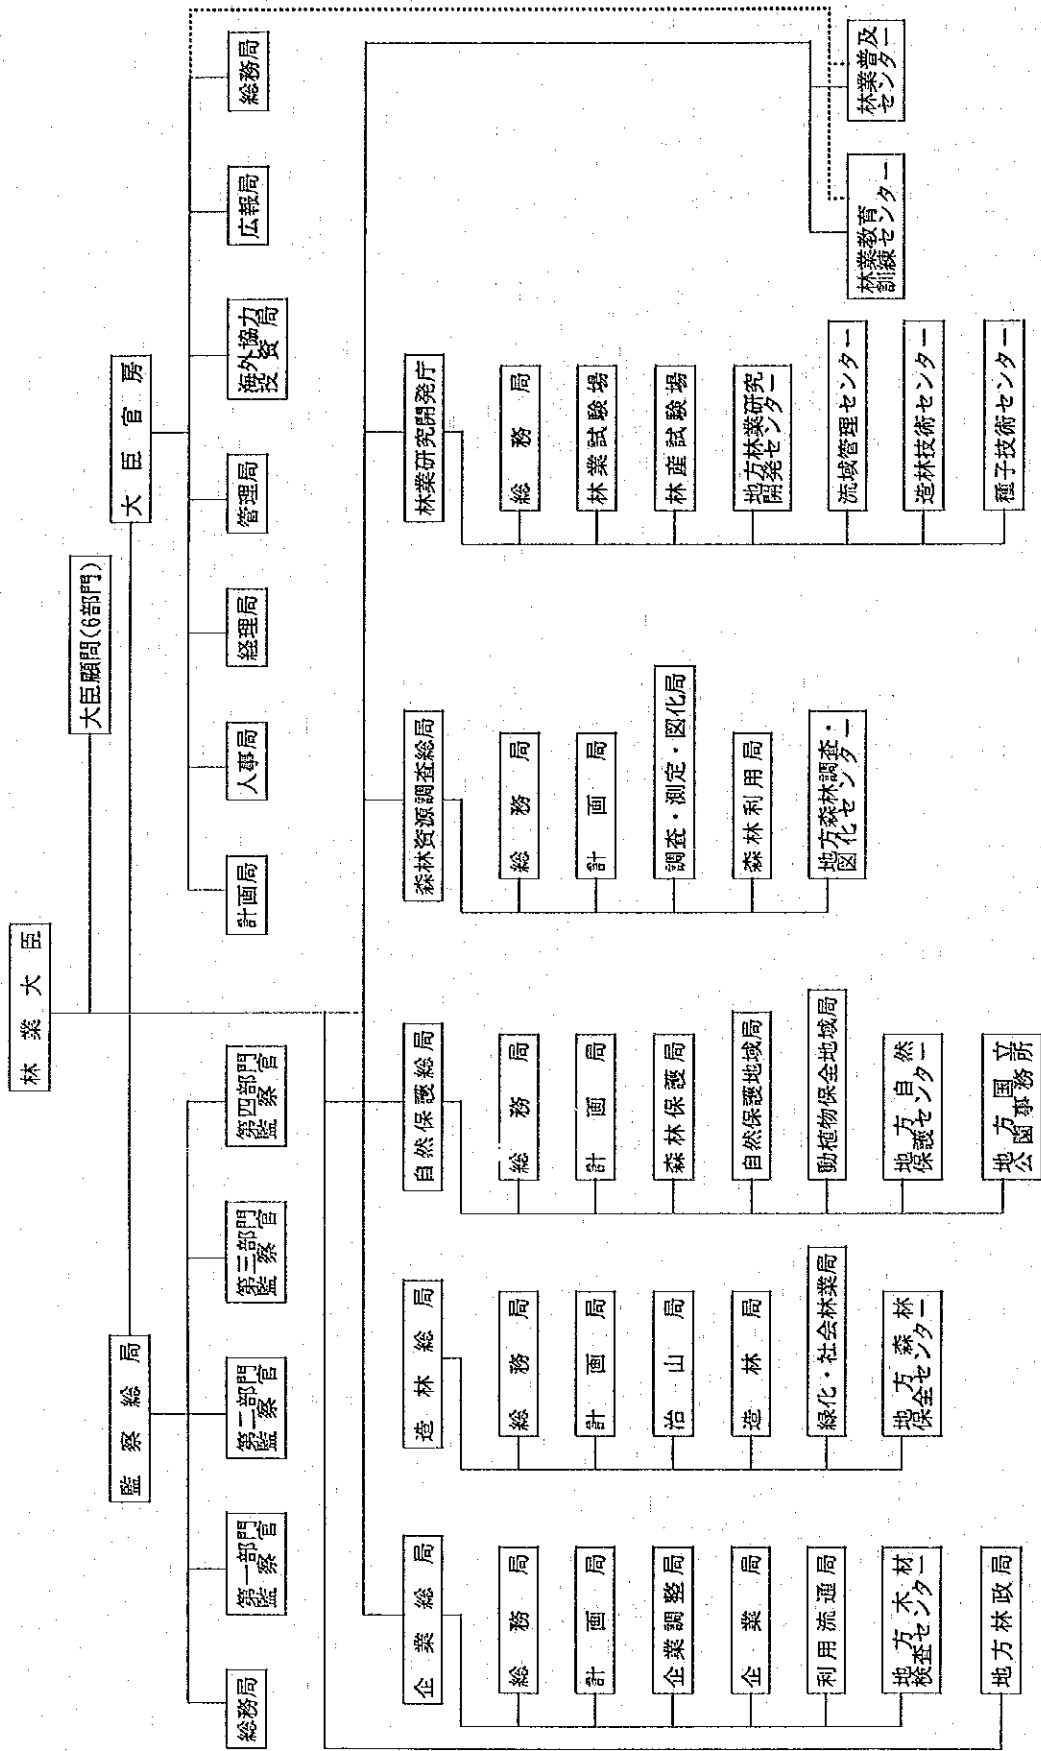 林業大臣
大臣顧問(6部門)
監察総局
大臣官房
総務局
第一部門
監察官
第二部門
監察官
第三部門
監察官
第四部門
監察官
計画局
人事局
経理局
管理局
海外協力
投資局
広報局
総務局
企業総局
総務局
計画局
企業調整局
企業局
利用流通局
地方木材
検査センター
地方林政局
造林総局
総務局
計画局
治山局
造林局
緑化・社会林業局
地方森林
保全センター
自然保護総局
総務局
計画局
森林保護局
自然保護地域局
動植物保全地域局
地方自然
保護センター
地方国立
公園事務所
森林資源調査総局
総務局
計画局
調査・測定・図化局
森林利用局
地方森林調査・
図化センター
林業研究開発庁
総務局
林業試験場
林産試験場
地方林業研究
開発センター
流域管理センター
造林技術センター
種子技術センター
林業教育
訓練センター
林業普及
センター